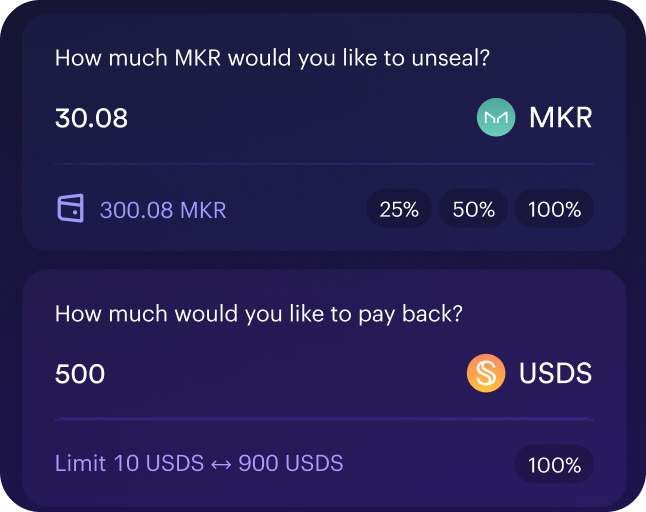 How much MKR would you like to unseal?
30.08 MKR
300.08 MKR 25% 50% 100%
How much would you like to pay back?
500 USDS
Limit 10 USDS ↔ 900 USDS 100%